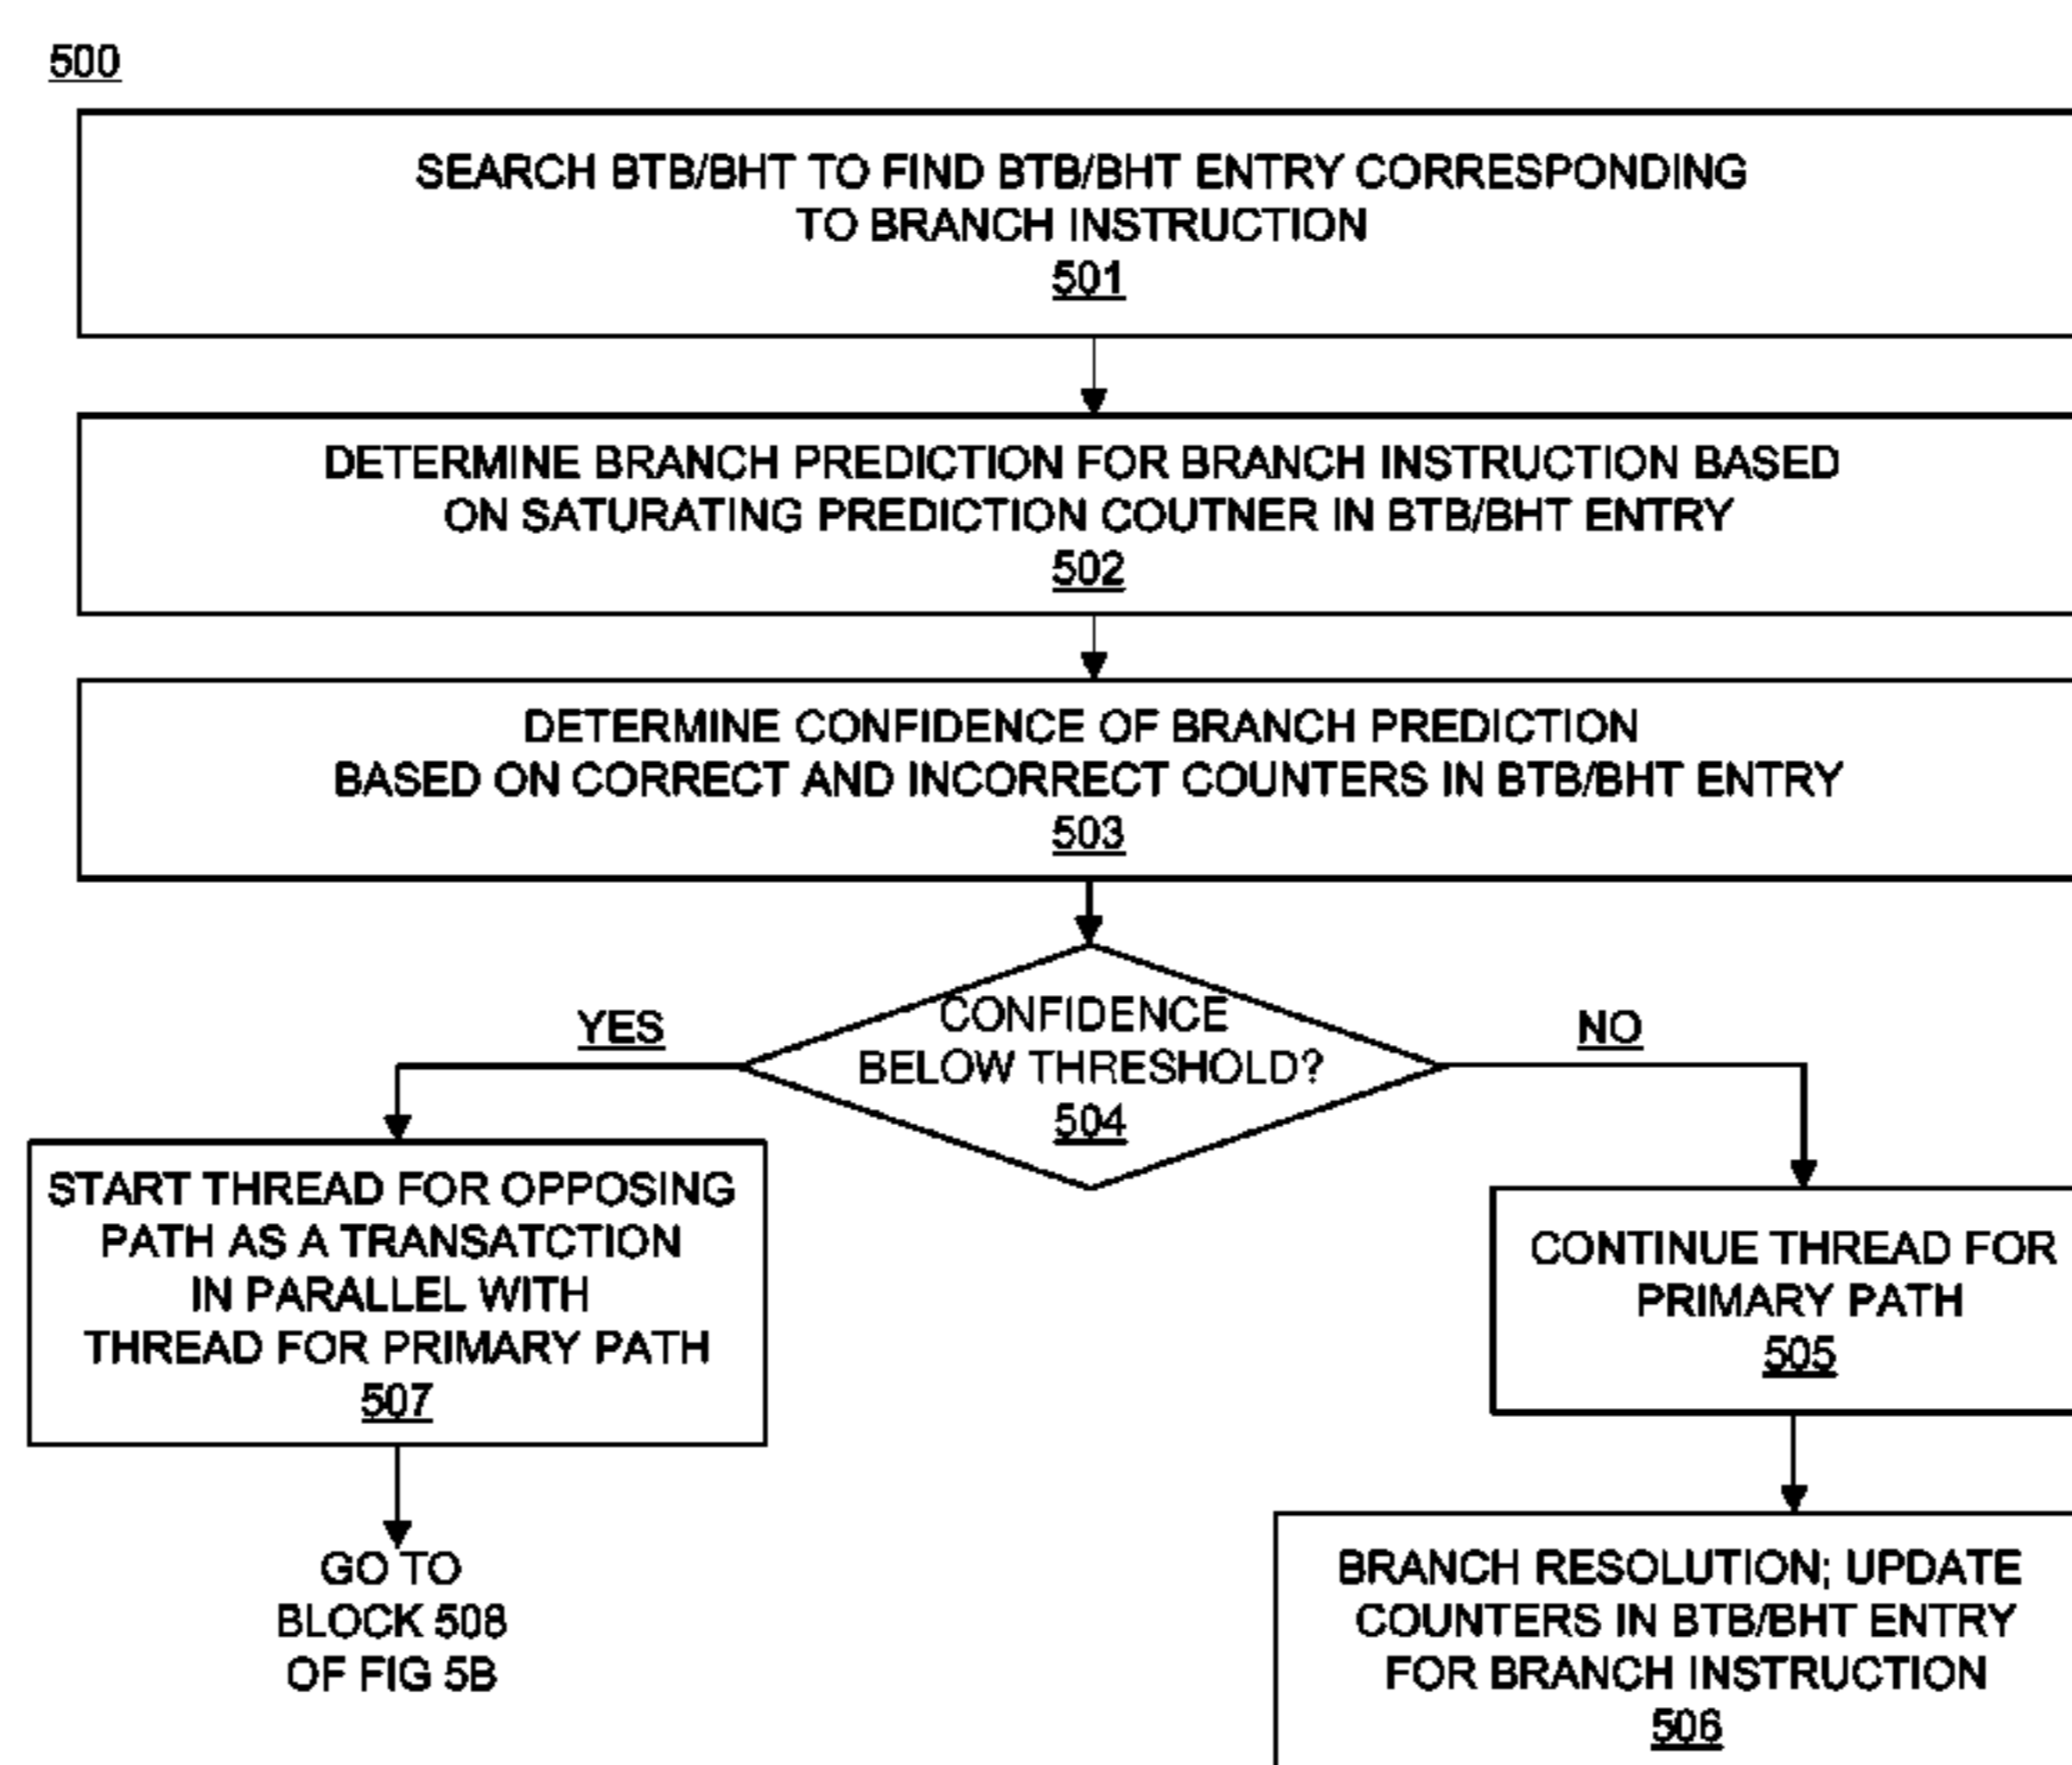 500
SEARCH BTB/BHT TO FIND BTB/BHT ENTRY CORRESPONDING
TO BRANCH INSTRUCTION
501
DETERMINE BRANCH PREDICTION FOR BRANCH INSTRUCTION BASED
ON SATURATING PREDICTION COUTNER IN BTB/BHT ENTRY
502
DETERMINE CONFIDENCE OF BRANCH PREDICTION
BASED ON CORRECT AND INCORRECT COUNTERS IN BTB/BHT ENTRY
503
CONFIDENCE
BELOW THRESHOLD?
504
YES
NO
START THREAD FOR OPPOSING
PATH AS A TRANSATCTION
IN PARALLEL WITH
THREAD FOR PRIMARY PATH
507
GO TO
BLOCK 508
OF FIG 5B
CONTINUE THREAD FOR
PRIMARY PATH
505
BRANCH RESOLUTION; UPDATE
COUNTERS IN BTB/BHT ENTRY
FOR BRANCH INSTRUCTION
506